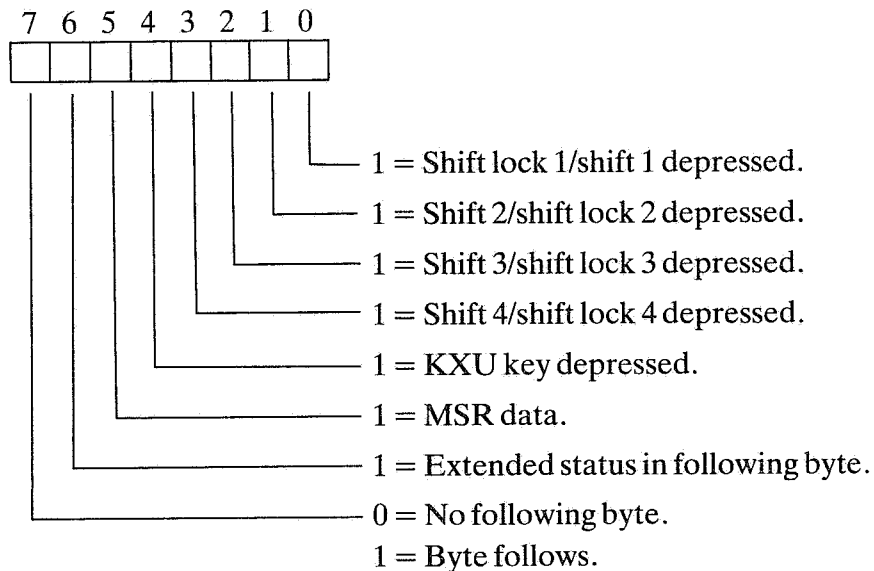 7 6 5 4 3 2 1 0
1 = Shift lock 1/shift 1 depressed.
1 = Shift 2/shift lock 2 depressed.
1 = Shift 3/shift lock 3 depressed.
1 = Shift 4/shift lock 4 depressed.
1 = KXU key depressed.
1 = MSR data.
1 = Extended status in following byte.
0 = No following byte.
1 = Byte follows.